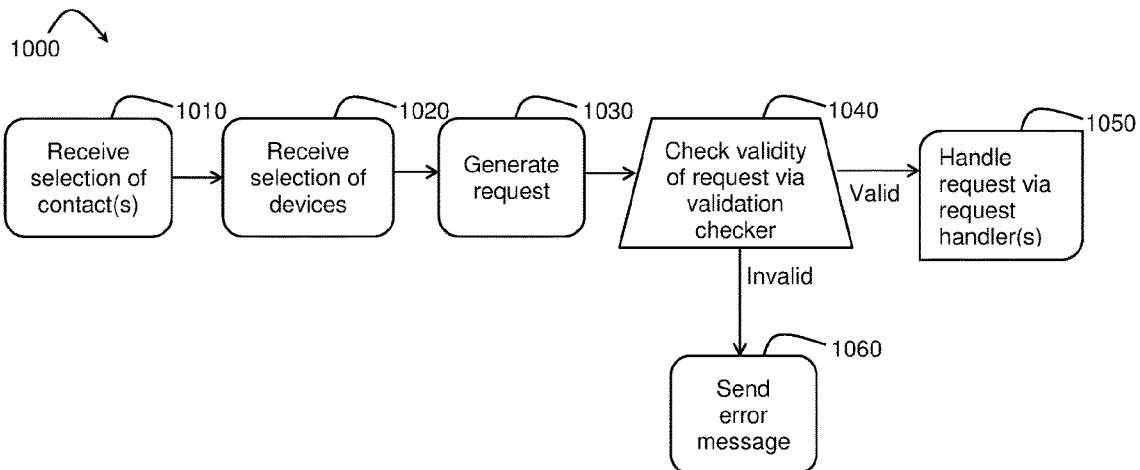 1000
1010
Receive
selection of
contact(s)
1020
Receive
selection of
devices
1030
Generate
request
1040
Check validity
of request via
validation
checker
Valid
1050
Handle
request via
request
handler(s)
Invalid
1060
Send
error
message